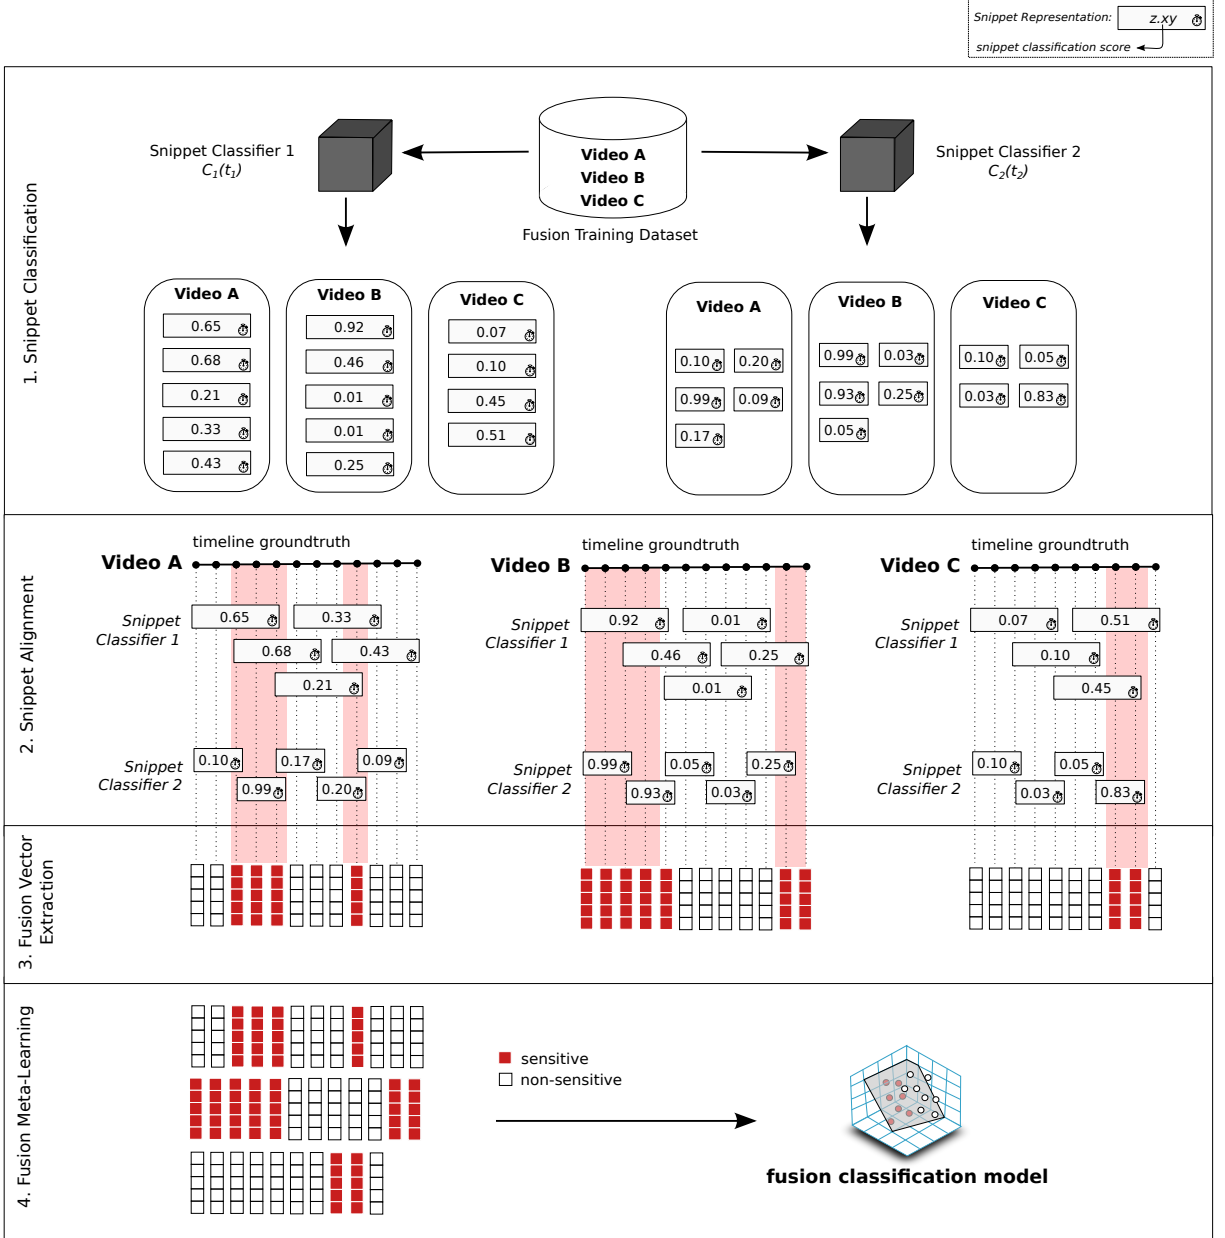 Snippet Representation:
z.xy
snippet classification score
1. Snippet Classification
Snippet Classifier 1
C₁(t₁)
Video A
Video B
Video C
Fusion Training Dataset
Snippet Classifier 2
C₂(t₂)
Video A
0.65
0.68
0.21
0.33
0.43
Video B
0.92
0.46
0.01
0.01
0.25
Video C
0.07
0.10
0.45
0.51
Video A
0.10 0.20
0.99 0.09
0.17
Video B
0.99 0.03
0.93 0.25
0.05
Video C
0.10 0.05
0.03 0.83
2. Snippet Alignment
timeline groundtruth
Video A
Snippet
Classifier 1
0.65 0.33
0.68 0.43
0.21
Snippet
Classifier 2
0.10 0.17 0.09
0.99 0.20
timeline groundtruth
Video B
Snippet
Classifier 1
0.92 0.01
0.46 0.25
0.01
Snippet
Classifier 2
0.99 0.05 0.25
0.93 0.03
timeline groundtruth
Video C
Snippet
Classifier 1
0.07 0.51
0.10
0.45
Snippet
Classifier 2
0.10 0.05
0.03 0.83
3. Fusion Vector
Extraction
4. Fusion Meta-Learning
sensitive
non-sensitive
fusion classification model